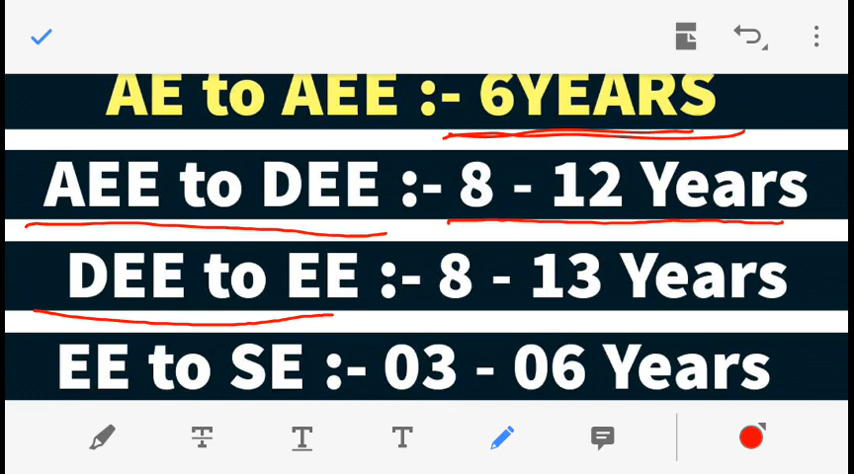 AE to AEE :- 6YEARS
AEE to DEE :- 8 - 12 Years
DEE to EE :- 8 - 13 Years
EE to SE :- 03 - 06 Years